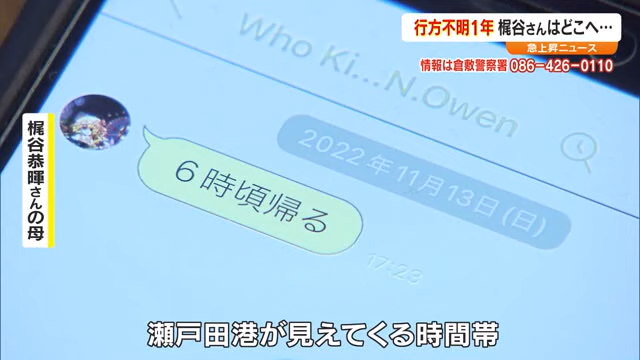 行方不明1年 梶谷さんはどこへ…
急上昇ニュース
情報は倉敷警察署 086-426-0110
Who Ki...N.Owen
2022年11月13日(日)
6時頃帰る
17:23
梶谷恭暉さんの母
瀬戸田港が見えてくる時間帯